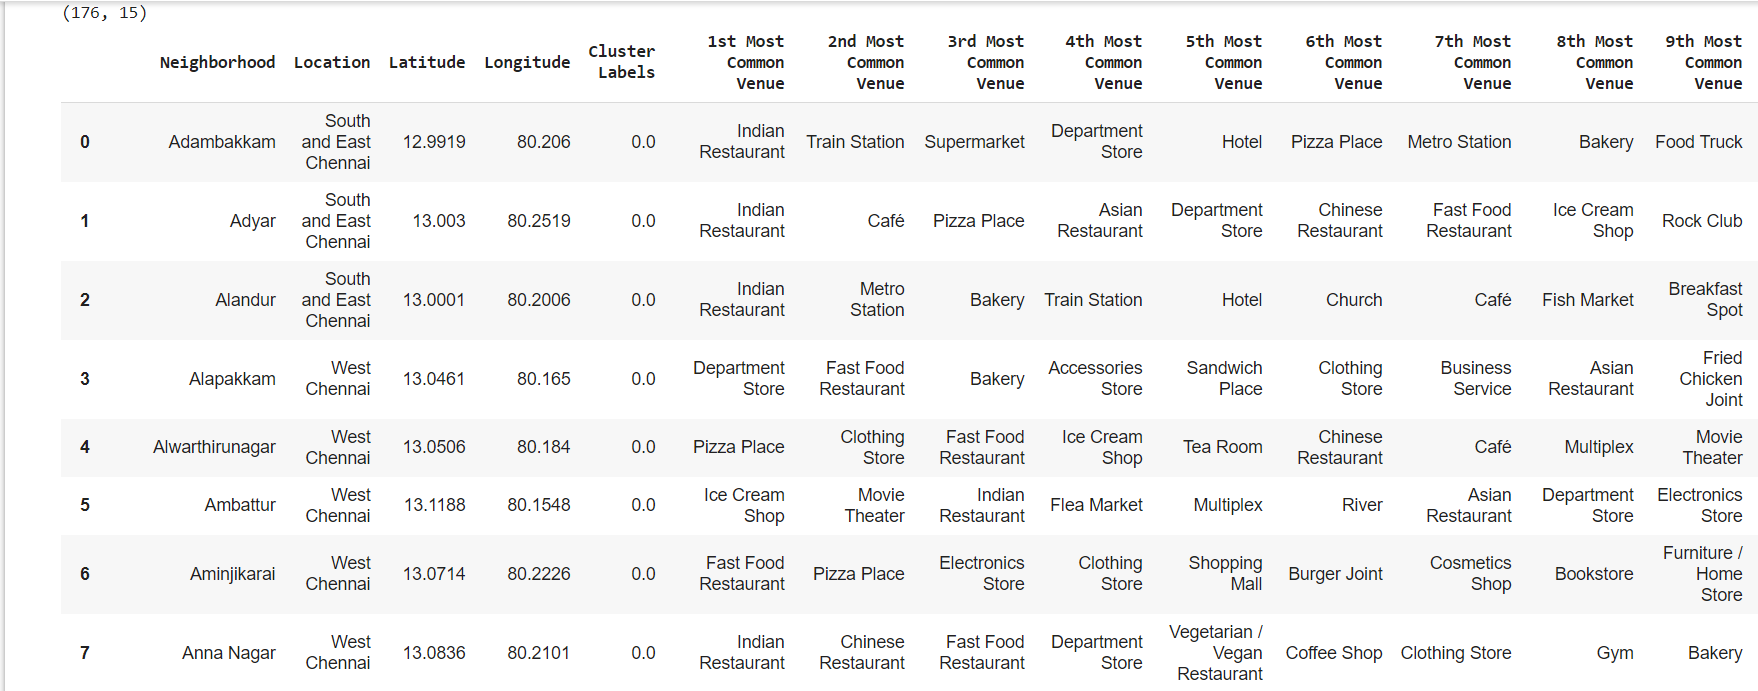 (176, 15)
Neighborhood Location Latitude Longitude Cluster Labels 1st Most Common Venue 2nd Most Common Venue 3rd Most Common Venue 4th Most Common Venue 5th Most Common Venue 6th Most Common Venue 7th Most Common Venue 8th Most Common Venue 9th Most Common Venue
0 Adambakkam South and East Chennai 12.9919 80.206 0.0 Indian Restaurant Train Station Supermarket Department Store Hotel Pizza Place Metro Station Bakery Food Truck
1 Adyar South and East Chennai 13.003 80.2519 0.0 Indian Restaurant Café Pizza Place Asian Restaurant Department Store Chinese Restaurant Fast Food Restaurant Ice Cream Shop Rock Club
2 Alandur South and East Chennai 13.0001 80.2006 0.0 Indian Restaurant Metro Station Bakery Train Station Hotel Church Café Fish Market Breakfast Spot
3 Alapakkam West Chennai 13.0461 80.165 0.0 Department Store Fast Food Restaurant Bakery Accessories Store Sandwich Place Clothing Store Business Service Asian Restaurant Fried Chicken Joint
4 Alwarthirunagar West Chennai 13.0506 80.184 0.0 Pizza Place Clothing Store Fast Food Restaurant Ice Cream Shop Tea Room Chinese Restaurant Café Multiplex Movie Theater
5 Ambattur West Chennai 13.1188 80.1548 0.0 Ice Cream Shop Movie Theater Indian Restaurant Flea Market Multiplex River Asian Restaurant Department Store Electronics Store
6 Aminjikarai West Chennai 13.0714 80.2226 0.0 Fast Food Restaurant Pizza Place Electronics Store Clothing Store Shopping Mall Burger Joint Cosmetics Shop Bookstore Furniture / Home Store
7 Anna Nagar West Chennai 13.0836 80.2101 0.0 Indian Restaurant Chinese Restaurant Fast Food Restaurant Department Store Vegetarian / Vegan Restaurant Coffee Shop Clothing Store Gym Bakery